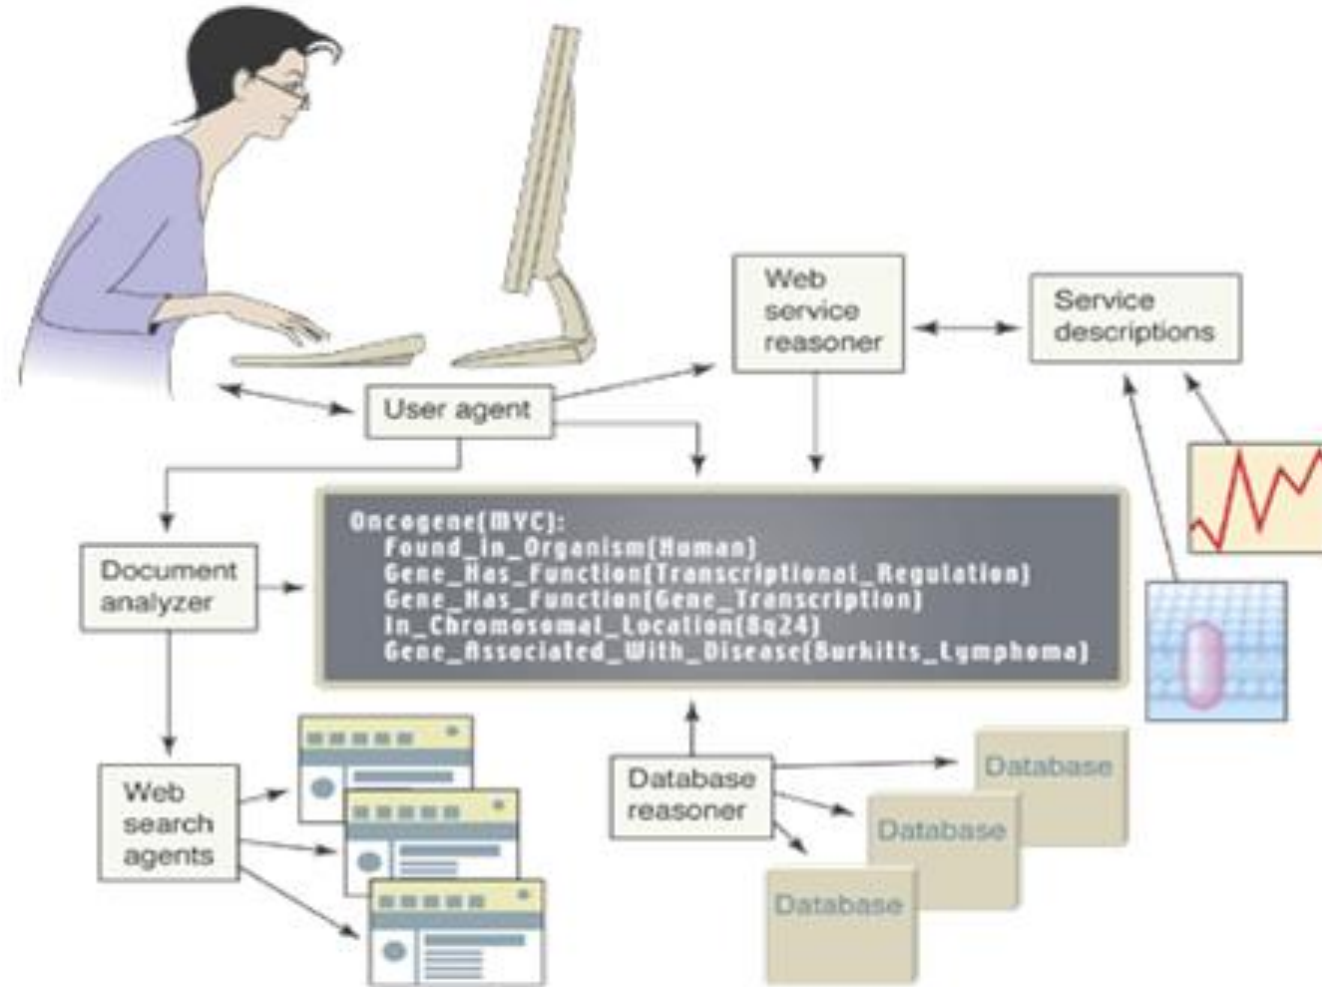 Web
service
reasoner
Service
descriptions
User agent
Oncogene(MYC):
Found_in_Organism(Human)
Gene_Has_Function(Transcriptional_Regulation)
Gene_Has_Function(Gene_Transcription)
In_Chromosomal_Location(8q24)
Gene_Associated_With_Disease(Burkitts_Lymphoma)
Document
analyzer
Web
search
agents
Database
reasoner
Database
Database
Database